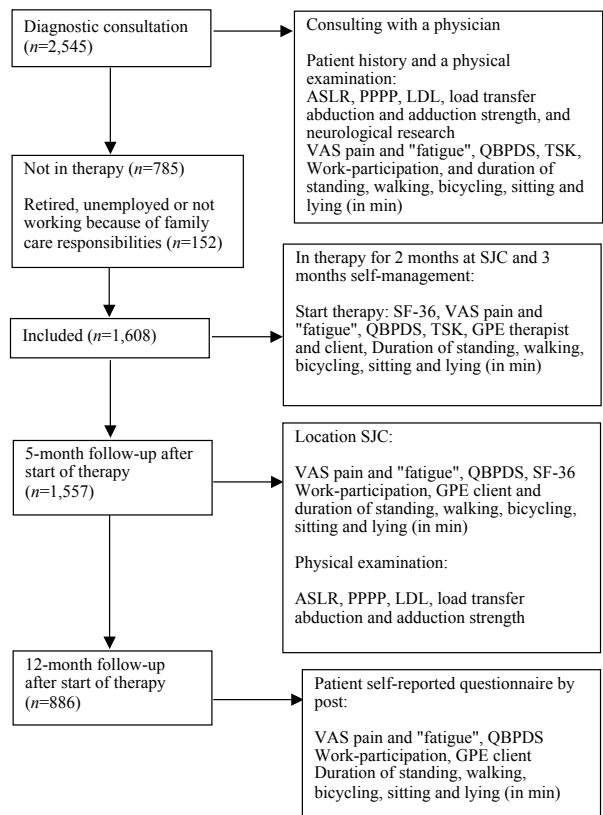 Diagnostic consultation
(n=2,545)
Consulting with a physician
Patient history and a physical
examination:
ASLR, PPPP, LDL, load transfer
abduction and adduction strength, and
neurological research
VAS pain and "fatigue", QBPDS, TSK,
Work-participation, and duration of
standing, walking, bicycling, sitting and
lying (in min)
Not in therapy (n=785)
Retired, unemployed or not
working because of family
care responsibilities (n=152)
In therapy for 2 months at SJC and 3
months self-management:
Start therapy: SF-36, VAS pain and
"fatigue", QBPDS, TSK, GPE therapist
and client, Duration of standing, walking,
bicycling, sitting and lying (in min)
Included (n=1,608)
5-month follow-up after
start of therapy
(n=1,557)
Location SJC:
VAS pain and "fatigue", QBPDS, SF-36
Work-participation, GPE client and
duration of standing, walking, bicycling,
sitting and lying (in min)
Physical examination:
ASLR, PPPP, LDL, load transfer
abduction and adduction strength
12-month follow-up
after start of therapy
(n=886)
Patient self-reported questionnaire by
post:
VAS pain and "fatigue", QBPDS
Work-participation, GPE client
Duration of standing, walking,
bicycling, sitting and lying (in min)